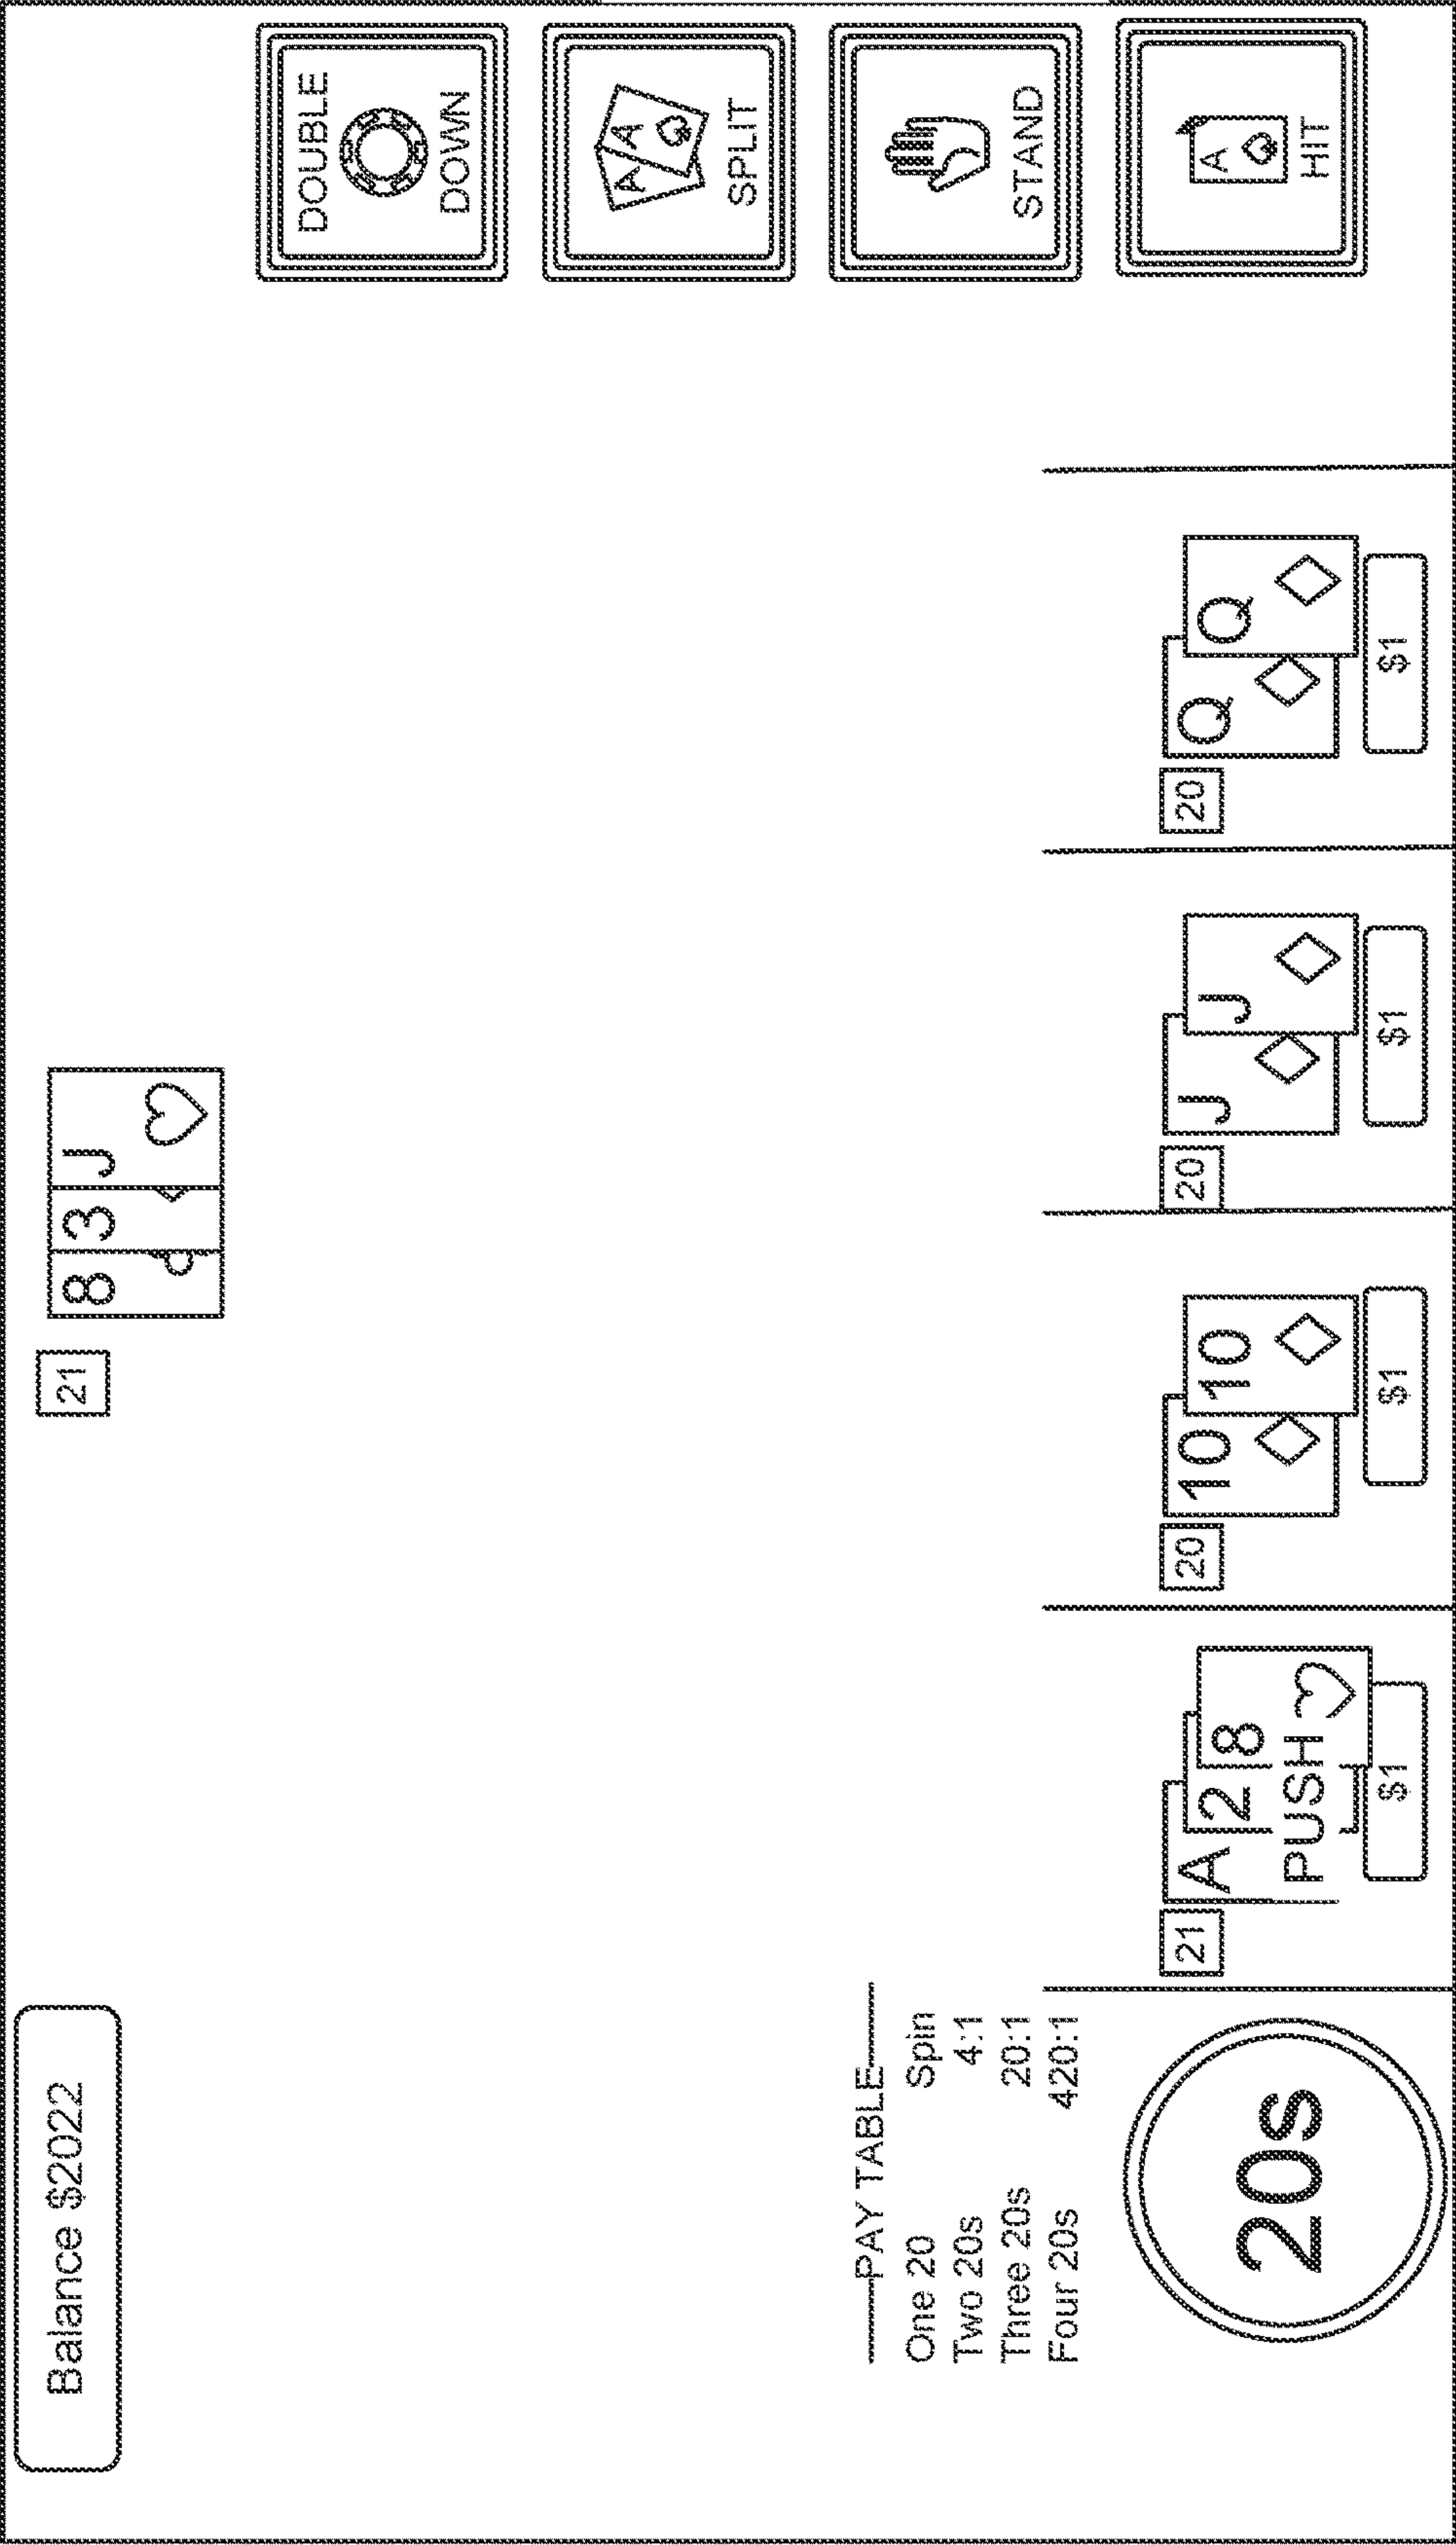 Balance $2022
21
8 3 J
PAY TABLE
One 20 Spin
Two 20s 4:1
Three 20s 20:1
Four 20s 420:1
20s
21
A 2 8
PUSH
$1
20
10 10
$1
20
J J
$1
20
Q Q
$1
DOUBLE
DOWN
A A
SPLIT
STAND
A
HIT